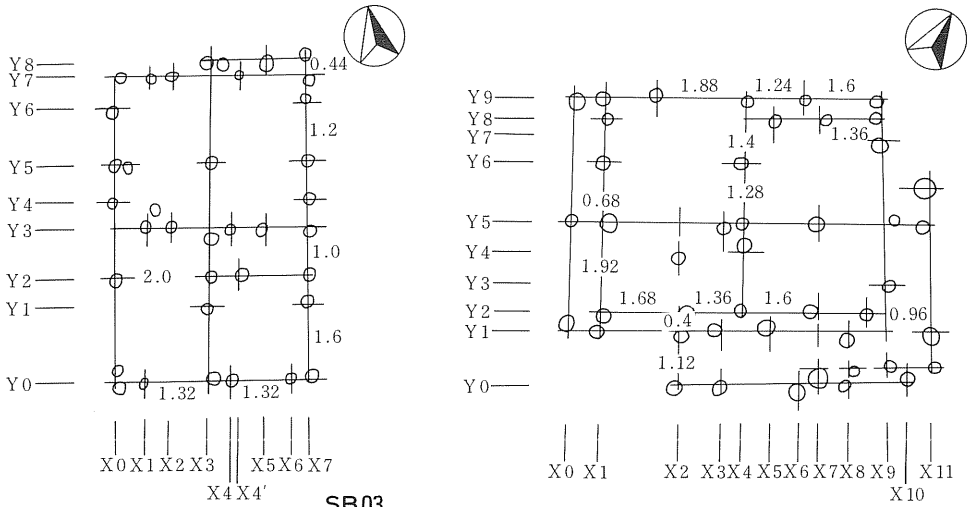 Y8
Y7
Y6
Y5
Y4
Y3
Y2
Y1
Y0
0.44
1.2
1.0
2.0
1.6
1.32 1.32
X0 X1 X2 X3 X5 X6 X7
X4 X4′
SB03
Y9
Y8
Y7
Y6
Y5
Y4
Y3
Y2
Y1
Y0
1.88 1.24 1.6
1.36
1.4
1.28
0.68
1.92
1.68 1.36 1.6
0.4 0.96
1.12
X0 X1 X2 X3 X4 X5 X6 X7 X8 X9 X11
X10